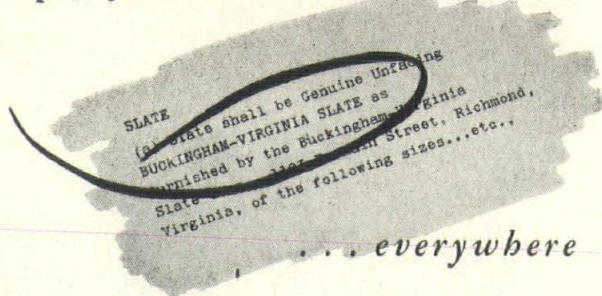 SLATE
(a) Slate shall be Genuine Unfading
BUCKINGHAM-VIRGINIA SLATE as
furnished by the Buckingham-Virginia
Slate Street, Richmond,
Virginia, of the following sizes...etc.,
. . . everywhere